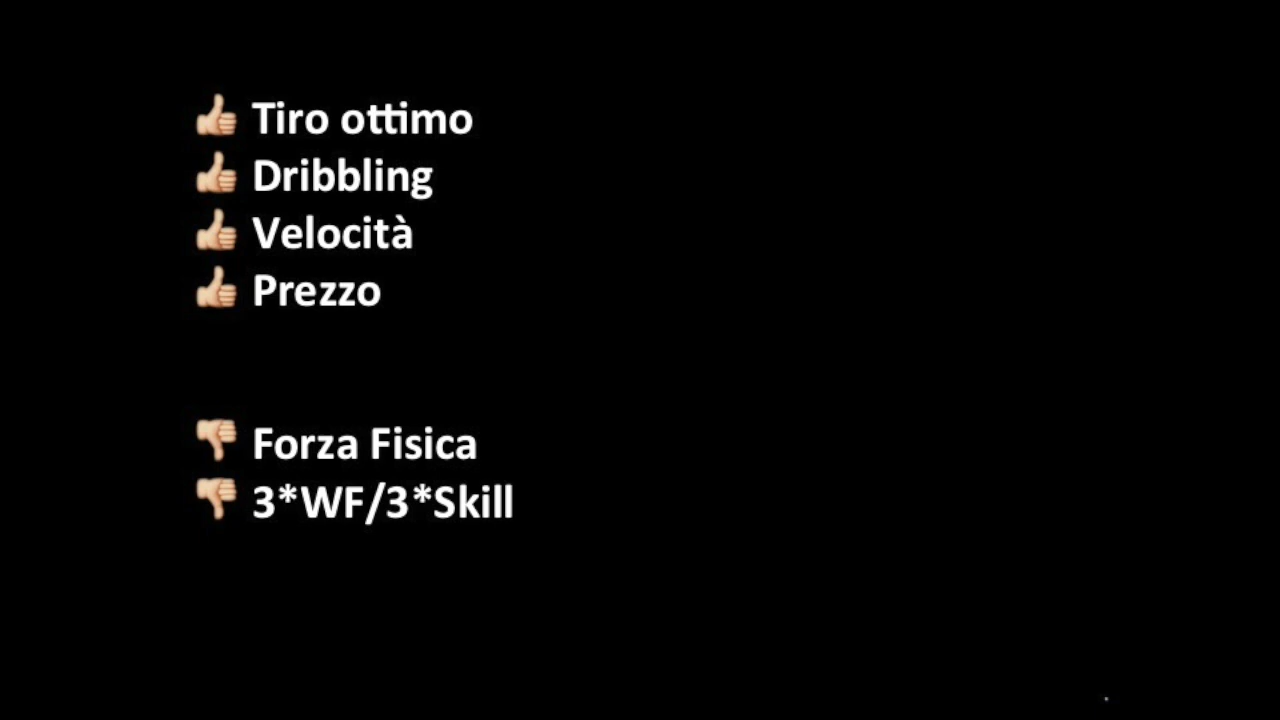 👍🏼 Tiro ottimo
👍🏼 Dribbling
👍🏼 Velocità
👍🏼 Prezzo
👎🏼 Forza Fisica
👎🏼 3*WF/3*Skill